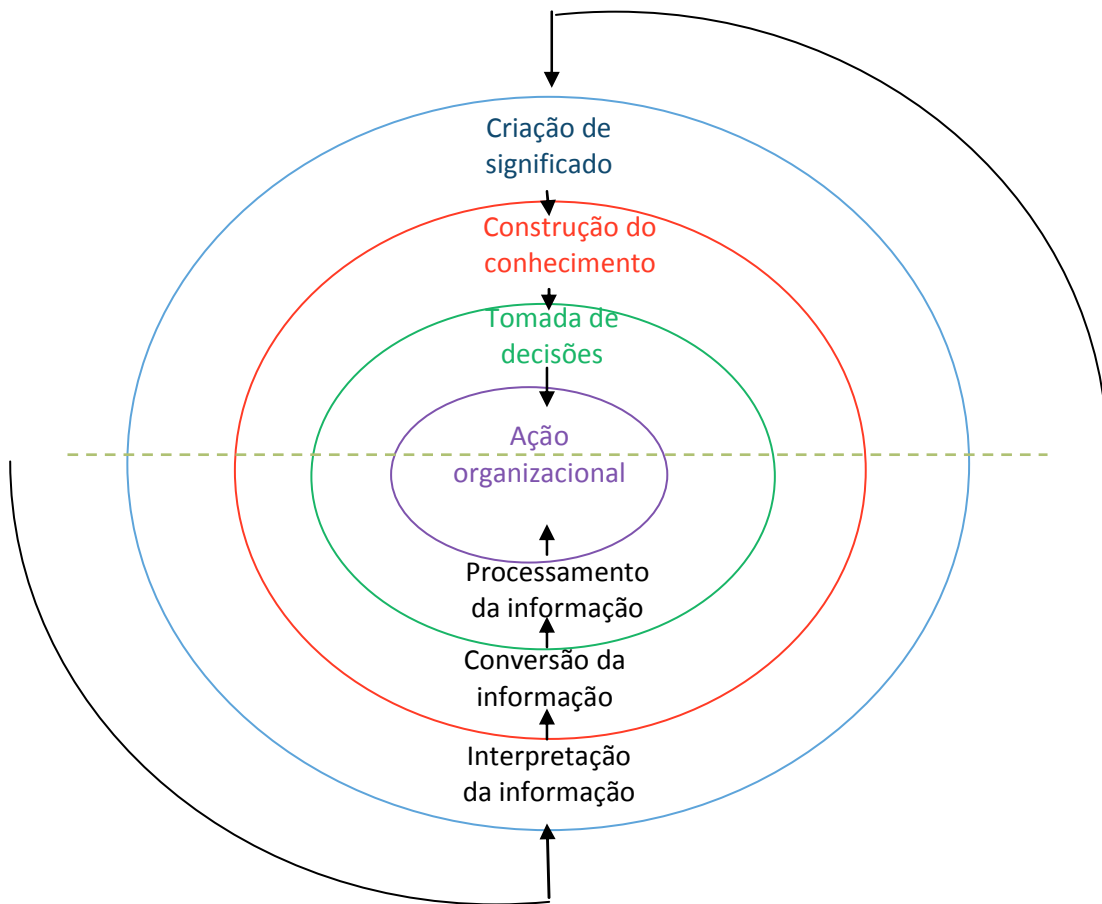 Criação de
significado
Construção do
conhecimento
Tomada de
decisões
Ação
organizacional
Processamento
da informação
Conversão da
informação
Interpretação
da informação